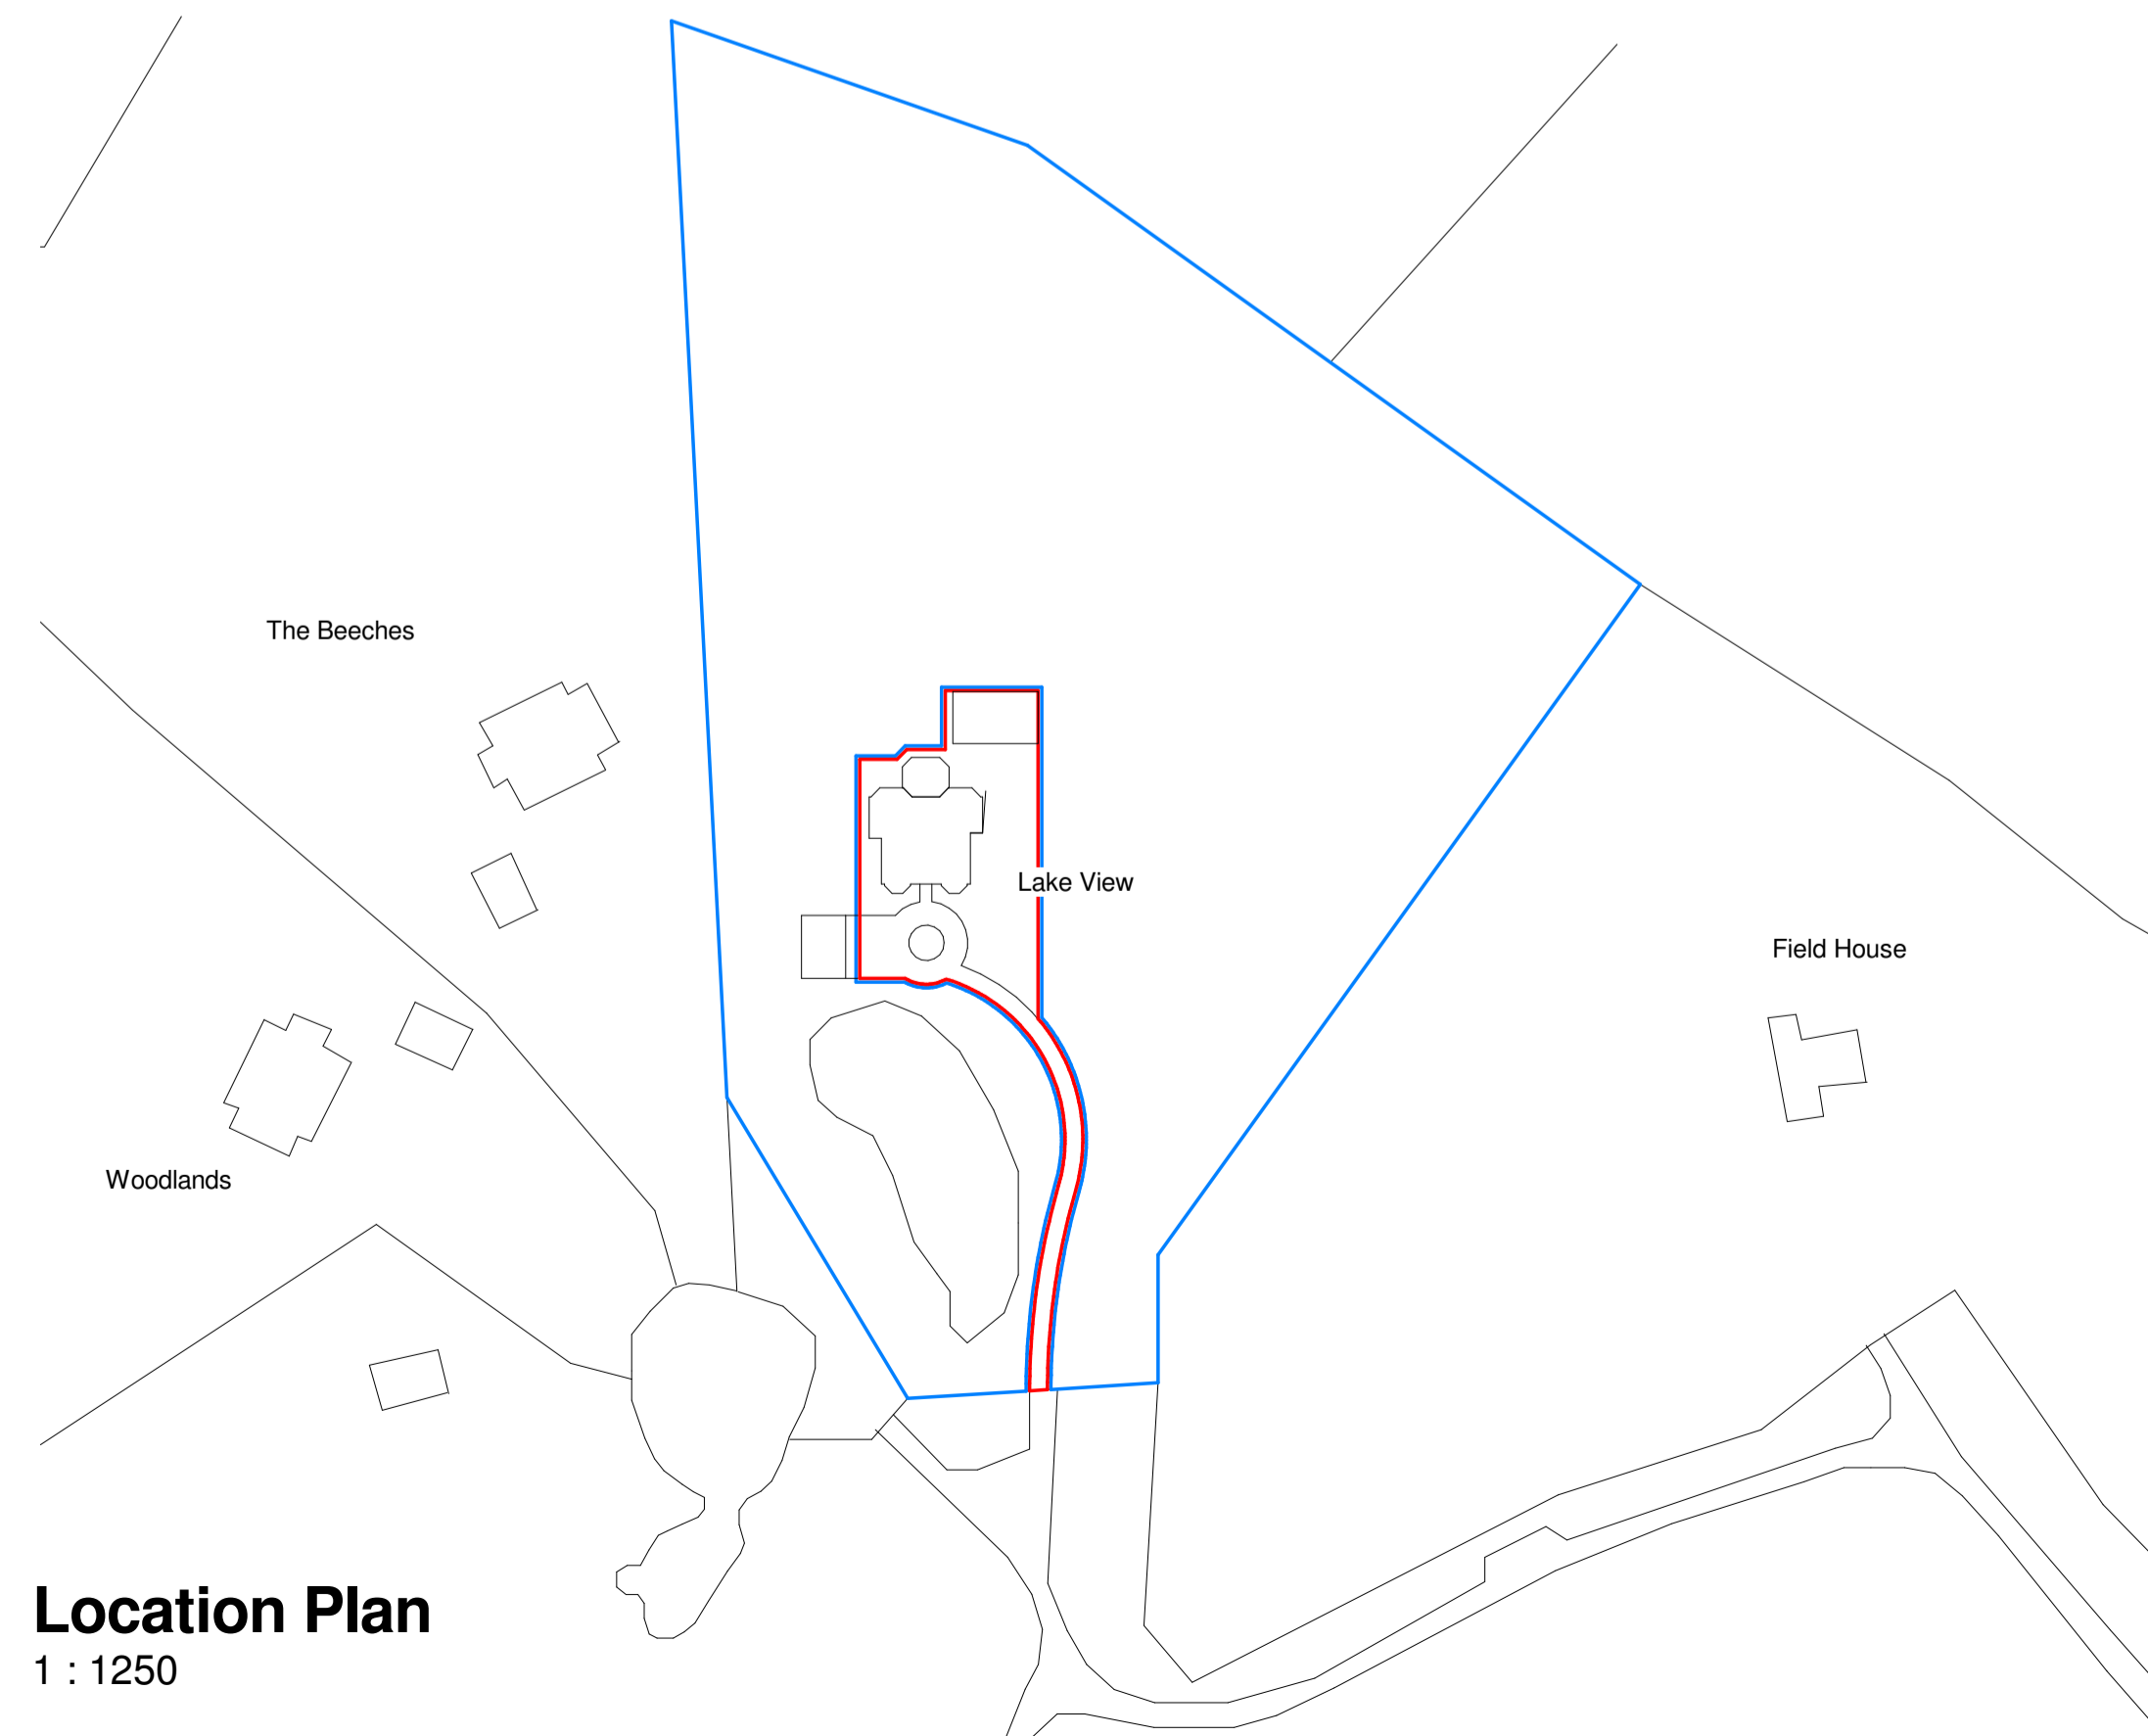 The Beeches
Lake View
Field House
Woodlands
Location Plan
1 : 1250